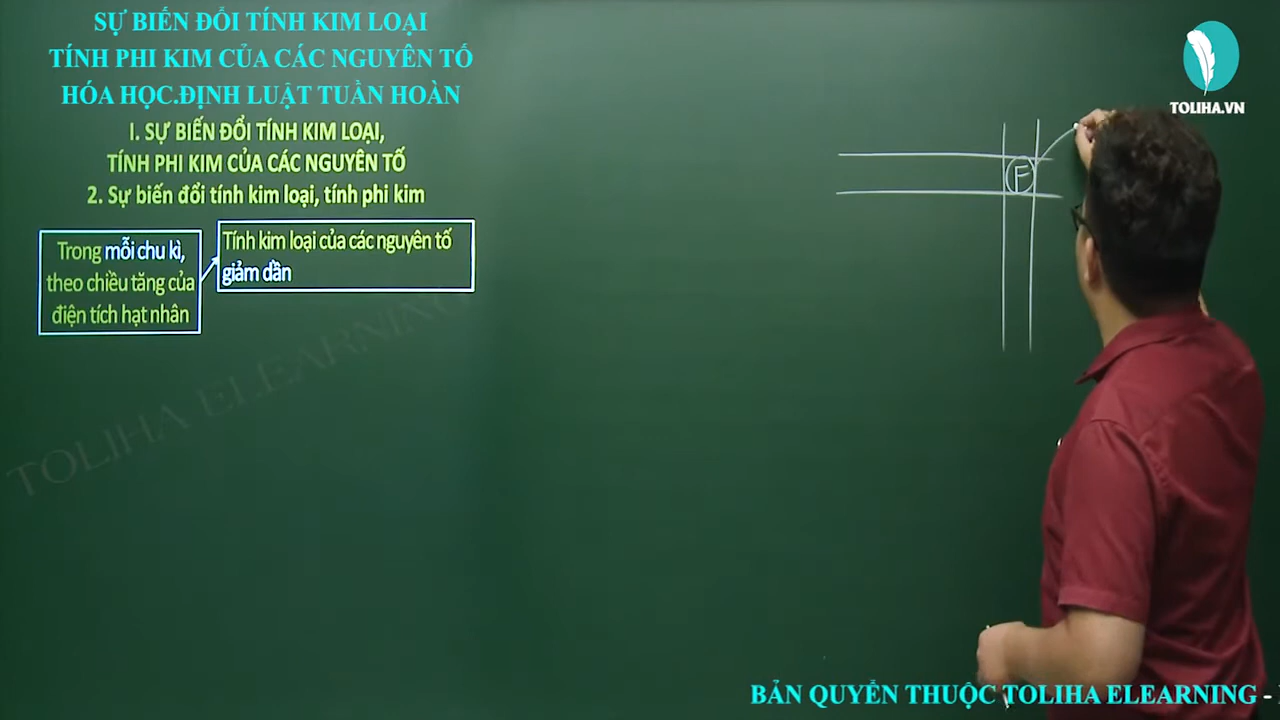 SỰ BIẾN ĐỔI TÍNH KIM LOẠI
TÍNH PHI KIM CỦA CÁC NGUYÊN TỐ
HÓA HỌC.ĐỊNH LUẬT TUẦN HOÀN
I. SỰ BIẾN ĐỔI TÍNH KIM LOẠI,
TÍNH PHI KIM CỦA CÁC NGUYÊN TỐ
2. Sự biến đổi tính kim loại, tính phi kim
Trong mỗi chu kì,
theo chiều tăng của
điện tích hạt nhân
Tính kim loại của các nguyên tố
giảm dần
F
TOLIHA.VN
TOLIHA ELEARNING
BẢN QUYỀN THUỘC TOLIHA ELEARNING -